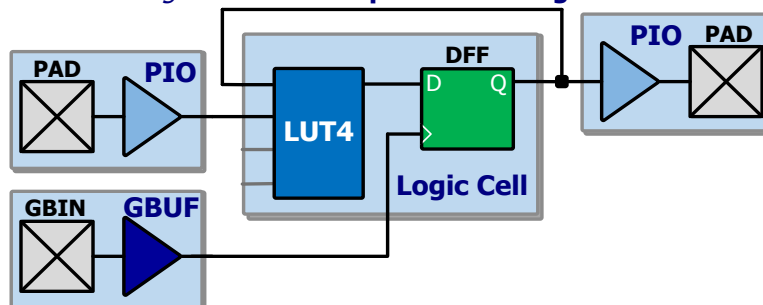 PAD
PIO
DFF
PIO
PAD
D
Q
LUT4
Logic Cell
GBIN
GBUF